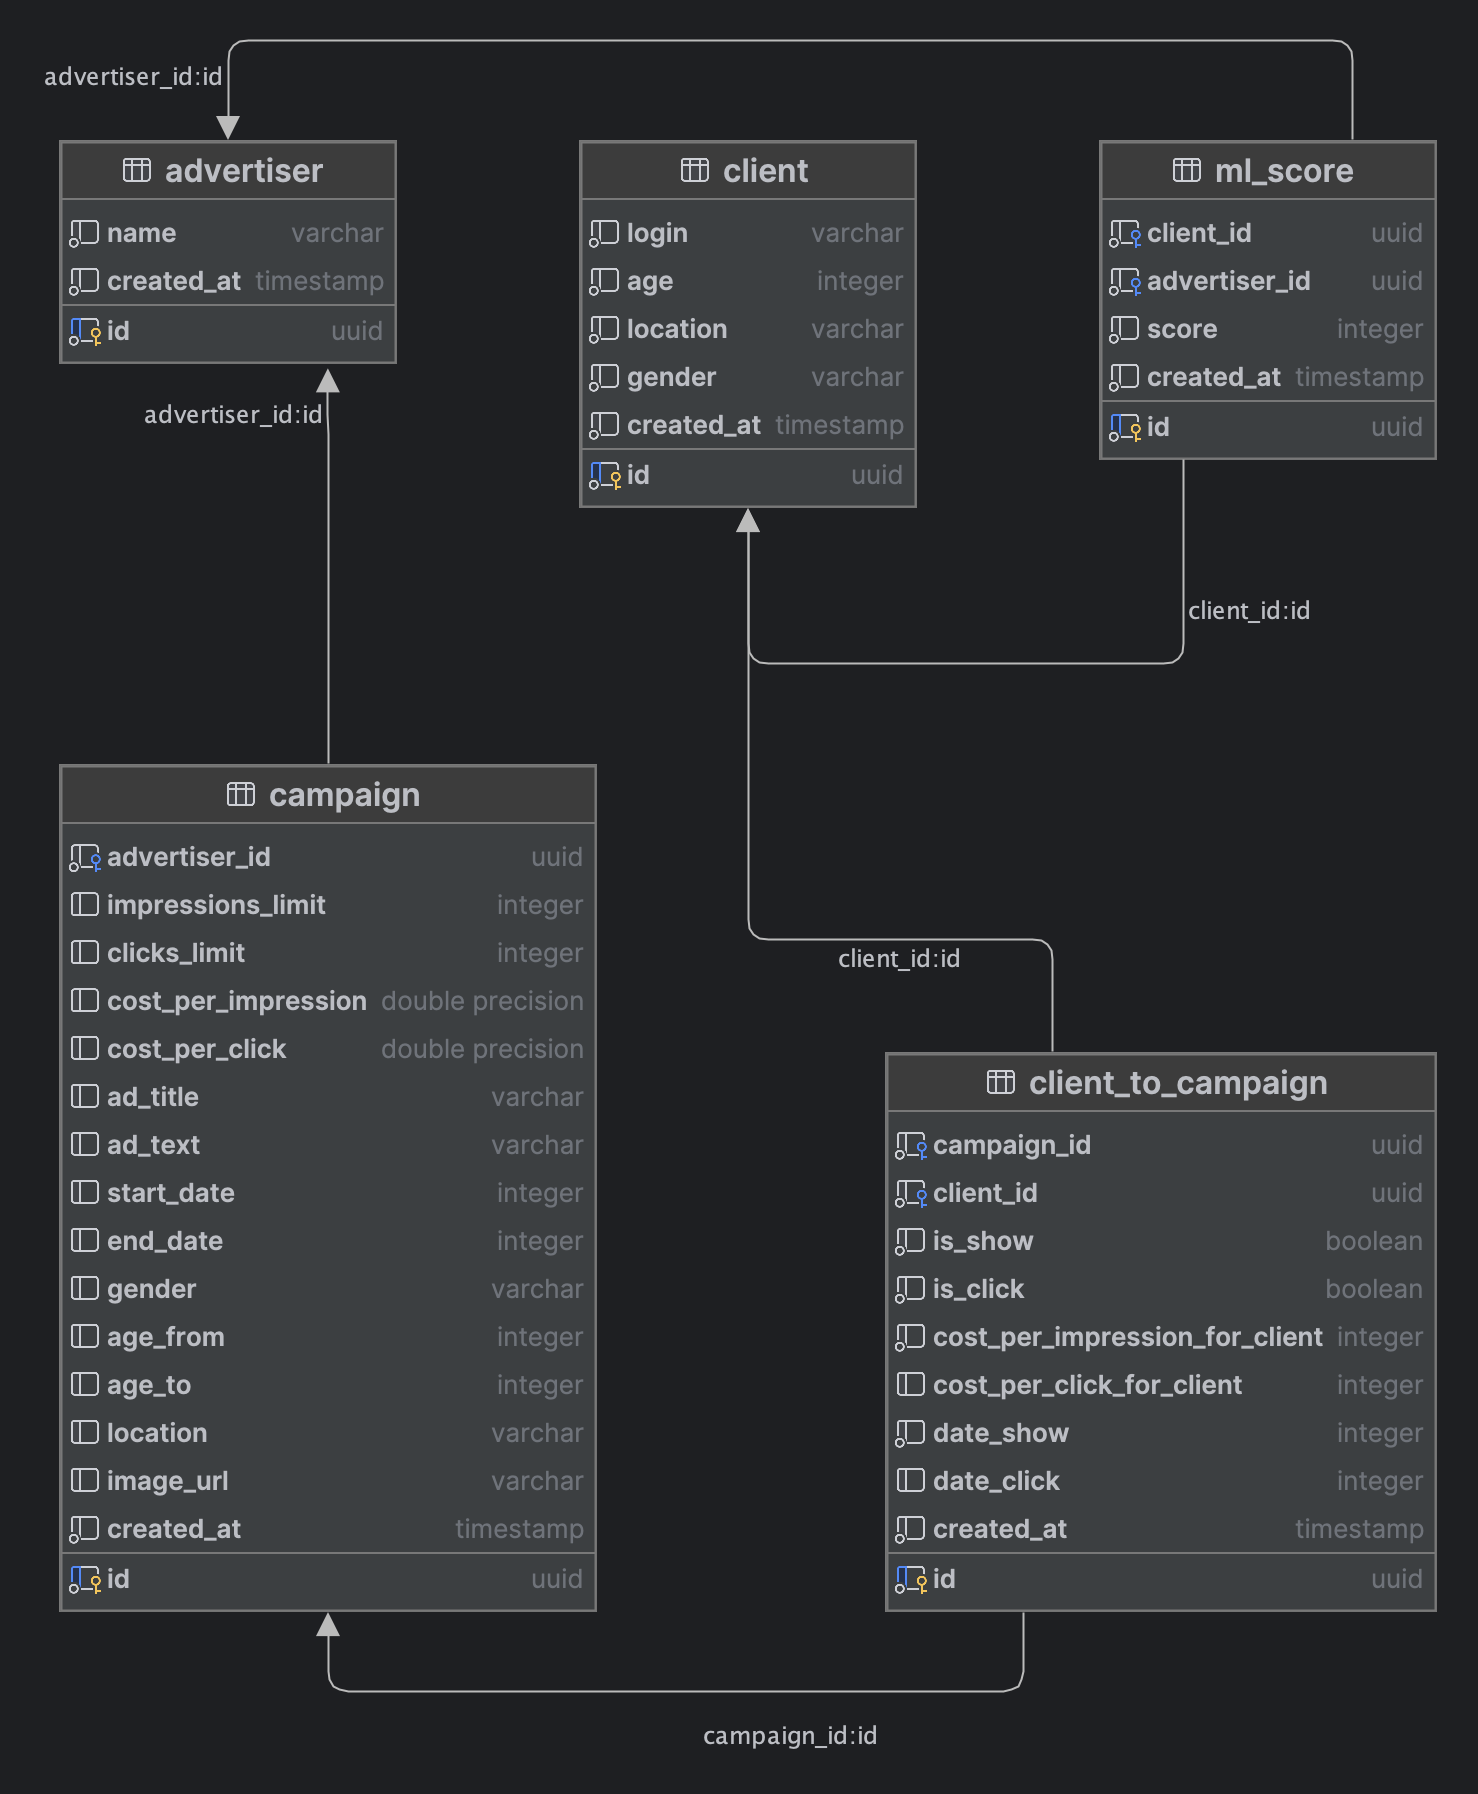 advertiser_id:id
advertiser
name varchar
created_at timestamp
id uuid
client
login varchar
age integer
location varchar
gender varchar
created_at timestamp
id uuid
ml_score
client_id uuid
advertiser_id uuid
score integer
created_at timestamp
id uuid
advertiser_id:id
client_id:id
campaign
advertiser_id uuid
impressions_limit integer
clicks_limit integer
cost_per_impression double precision
cost_per_click double precision
ad_title varchar
ad_text varchar
start_date integer
end_date integer
gender varchar
age_from integer
age_to integer
location varchar
image_url varchar
created_at timestamp
id uuid
client_id:id
client_to_campaign
campaign_id uuid
client_id uuid
is_show boolean
is_click boolean
cost_per_impression_for_client integer
cost_per_click_for_client integer
date_show integer
date_click integer
created_at timestamp
id uuid
campaign_id:id